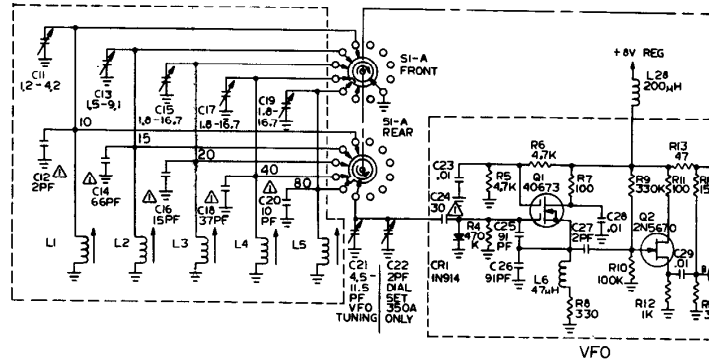 C11
1.2-4.2
C13
1.5-9.1
C15
1.8-16.7
C17
1.8-16.7
C19
1.8-
16.7
S1-A
FRONT
S1-A
REAR
10
15
20
40
80
C12
2PF
C14
66PF
C16
15PF
C18
37PF
C20
10
PF
L1
L2
L3
L4
L5
C21
4.5-
11.5
PF
VFO
TUNING
C22
2PF
DIAL
SET
350A
ONLY
+8V REG
L28
200µH
C23
.01
R5
4.7K
R6
4.7K
Q1
40673
R7
100
R9
330K
R11
100
R13
47
C24
30
CR1
1N914
R4
470
K
C25
91
PF
C26
91PF
C28
.01
C27
2PF
L6
47µH
R8
330
R10
100K
Q2
2N5670
C29
.01
R12
1K
VFO